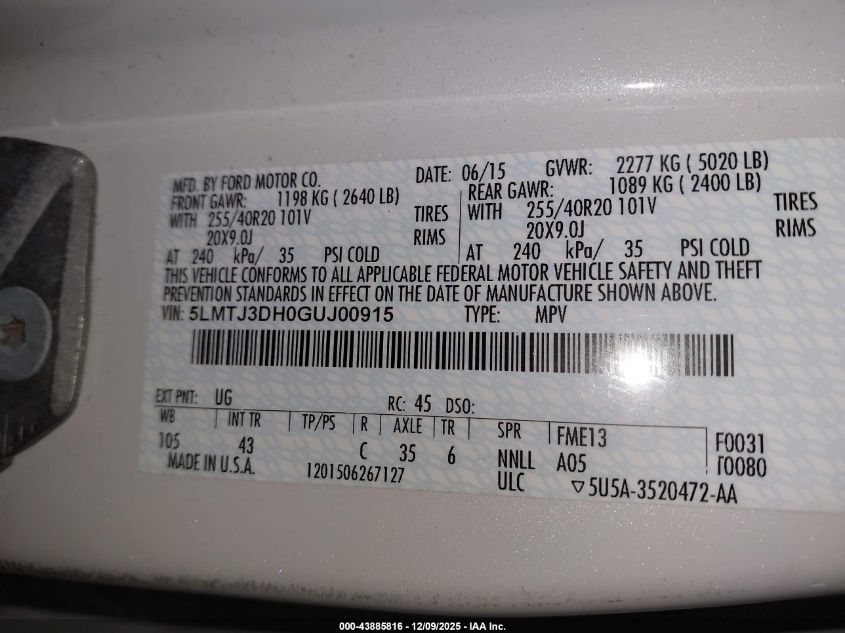 MFD. BY FORD MOTOR CO.
DATE: 06/15 GVWR: 2277 KG ( 5020 LB)
FRONT GAWR: 1198 KG ( 2640 LB) REAR GAWR: 1089 KG ( 2400 LB)
WITH 255/40R20 101V TIRES WITH 255/40R20 101V TIRES
20X9.0J RIMS 20X9.0J RIMS
AT 240 kPa/ 35 PSI COLD AT 240 kPa/ 35 PSI COLD
THIS VEHICLE CONFORMS TO ALL APPLICABLE FEDERAL MOTOR VEHICLE SAFETY AND THEFT
PREVENTION STANDARDS IN EFFECT ON THE DATE OF MANUFACTURE SHOWN ABOVE.
VIN: 5LMTJ3DH0GUJ00915 TYPE: MPV
EXT PNT: UG RC: 45 DSO:
WB INT TR TP/PS R AXLE TR SPR FME13 F0031
105 43 C 35 6 NNLL A05 T0080
MADE IN U.S.A. 1201506267127 ULC ▽5U5A-3520472-AA
000-43885816 - 12/09/2025 - IAA Inc.